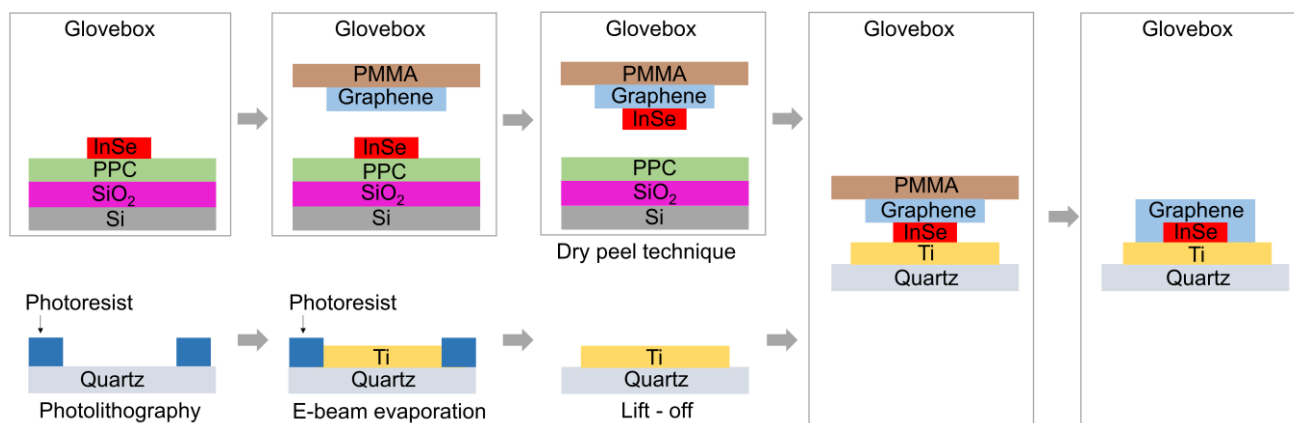 Glovebox
InSe
PPC
SiO₂
Si
Glovebox
PMMA
Graphene
InSe
PPC
SiO₂
Si
Glovebox
PMMA
Graphene
InSe
PPC
SiO₂
Si
Dry peel technique
Glovebox
PMMA
Graphene
InSe
Ti
Quartz
Glovebox
Graphene
InSe
Ti
Quartz
Photoresist
Quartz
Photolithography
Photoresist
Ti
Quartz
E-beam evaporation
Ti
Quartz
Lift - off